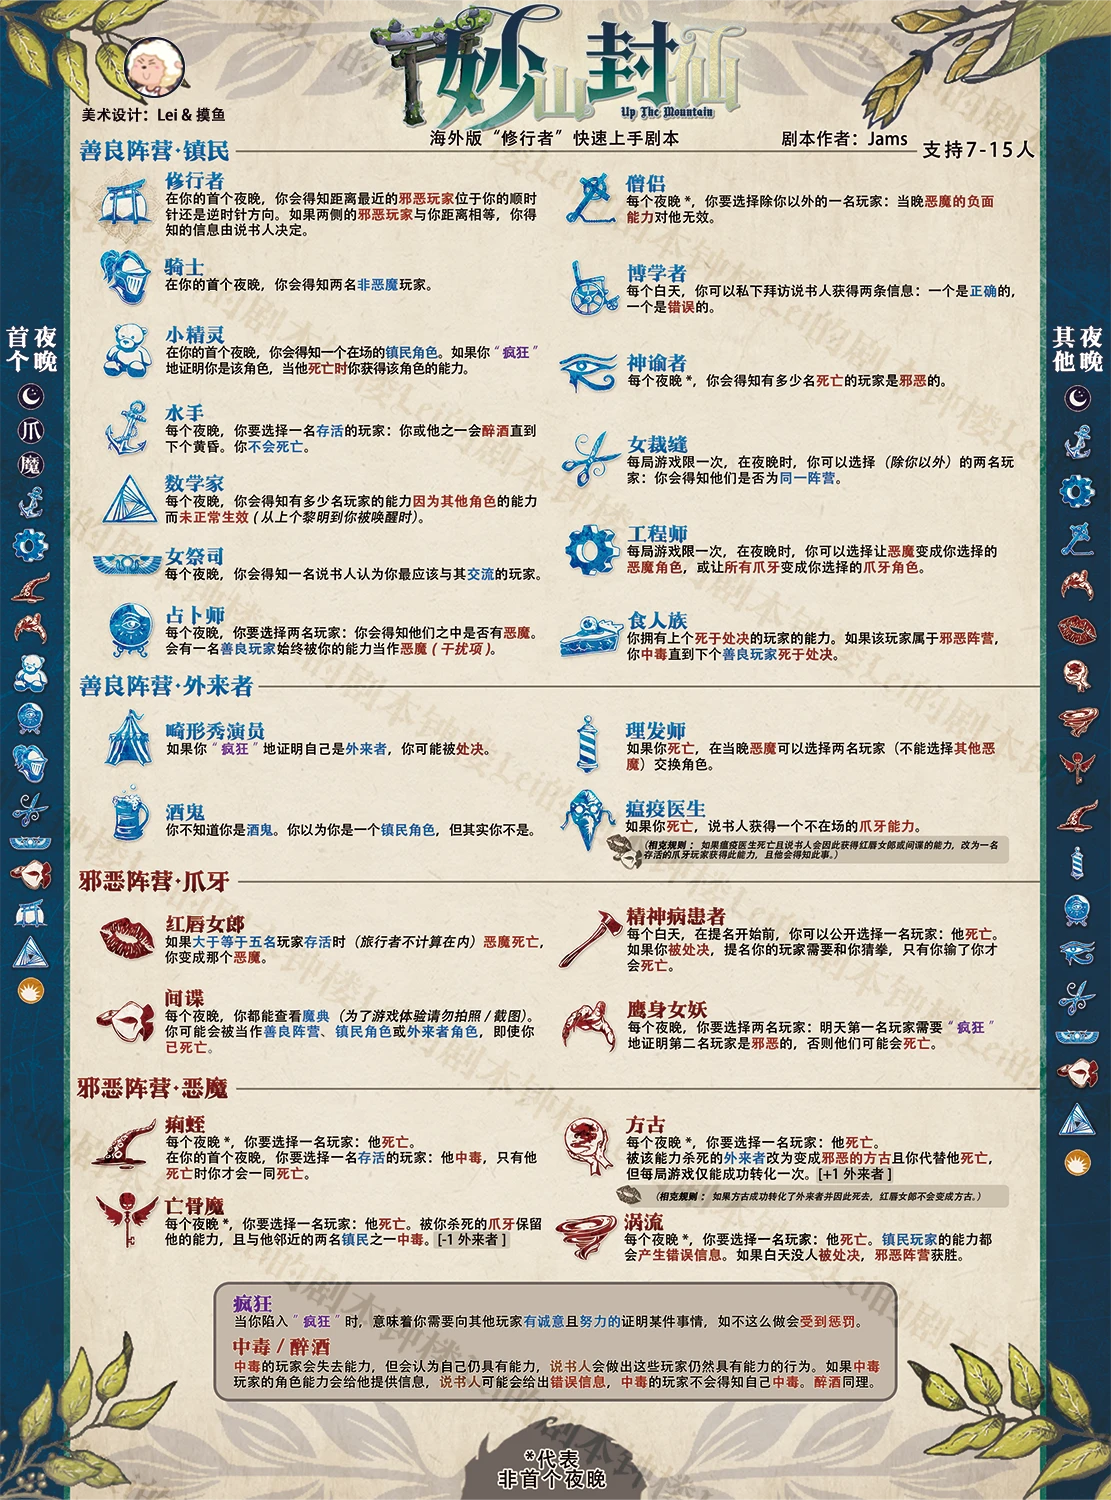 妙山封仙
Up The Mountain
美术设计：Lei & 摸鱼
海外版“修行者”快速上手剧本
剧本作者：Jams
支持7-15人
善良阵营·镇民
修行者
在你的首个夜晚，你会得知距离最近的邪恶玩家位于你的顺时
针还是逆时针方向。如果两侧的邪恶玩家与你距离相等，你得
知的信息由说书人决定。
骑士
在你的首个夜晚，你会得知两名非恶魔玩家。
小精灵
在你的首个夜晚，你会得知一个在场的镇民角色。如果你“疯狂”
地证明你是该角色，当他死亡时你获得该角色的能力。
水手
每个夜晚，你要选择一名存活的玩家：你或他之一会醉酒直到
下个黄昏。你不会死亡。
数学家
每个夜晚，你会得知有多少名玩家的能力因为其他角色的能力
而未正常生效（从上个黎明到你被唤醒时）。
女祭司
每个夜晚，你会得知一名说书人认为你最应该与其交流的玩家。
占卜师
每个夜晚，你要选择两名玩家：你会得知他们之中是否有恶魔。
会有一名善良玩家始终被你的能力当作恶魔（干扰项）。
僧侣
每个夜晚*，你要选择除你以外的一名玩家：当晚恶魔的负面
能力对他无效。
博学者
每个白天，你可以私下拜访说书人获得两条信息：一个是正确的，
一个是错误的。
神谕者
每个夜晚*，你会得知有多少名死亡的玩家是邪恶的。
女裁缝
每局游戏限一次，在夜晚时，你可以选择（除你以外）的两名玩
家：你会得知他们是否为同一阵营。
工程师
每局游戏限一次，在夜晚时，你可以选择让恶魔变成你选择的
恶魔角色，或让所有爪牙变成你选择的爪牙角色。
食人族
你拥有上个死于处决的玩家的能力。如果该玩家属于邪恶阵营，
你中毒直到下个善良玩家死于处决。
善良阵营·外来者
畸形秀演员
如果你“疯狂”地证明自己是外来者，你可能被处决。
酒鬼
你不知道你是酒鬼。你以为你是一个镇民角色，但其实你不是。
理发师
如果你死亡，在当晚恶魔可以选择两名玩家（不能选择其他恶
魔）交换角色。
瘟疫医生
如果你死亡，说书人获得一个不在场的爪牙能力。
（相克规则：如果瘟疫医生死亡且说书人会因此获得红唇女郎或间谍的能力，改为一名
存活的爪牙玩家获得此能力，且他会得知此事。）
邪恶阵营·爪牙
红唇女郎
如果大于等于五名玩家存活时（旅行者不计算在内）恶魔死亡，
你变成那个恶魔。
间谍
每个夜晚，你都能查看魔典（为了游戏体验请勿拍照/截图）。
你可能会被当作善良阵营、镇民角色或外来者角色，即使你
已死亡。
精神病患者
每个白天，在提名开始前，你可以公开选择一名玩家：他死亡。
如果你被处决，提名你的玩家需要和你猜拳，只有你输了你才
会死亡。
鹰身女妖
每个夜晚，你要选择两名玩家：明天第一名玩家需要“疯狂”
地证明第二名玩家是邪恶的，否则他们可能会死亡。
邪恶阵营·恶魔
痢蛭
每个夜晚*，你要选择一名玩家：他死亡。
在你的首个夜晚，你要选择一名存活的玩家：他中毒，只有他
死亡时你才会一同死亡。
亡骨魔
每个夜晚*，你要选择一名玩家：他死亡。被你杀死的爪牙保留
他的能力，且与他邻近的两名镇民之一中毒。[-1 外来者]
方古
每个夜晚*，你要选择一名玩家：他死亡。
被该能力杀死的外来者改为变成邪恶的方古且你代替他死亡，
但每局游戏仅能成功转化一次。[+1 外来者]
（相克规则：如果方古成功转化了外来者并因此死去，红唇女郎不会变成方古。）
涡流
每个夜晚*，你要选择一名玩家：他死亡。镇民玩家的能力都
会产生错误信息。如果白天没人被处决，邪恶阵营获胜。
疯狂
当你陷入“疯狂”时，意味着你需要向其他玩家有诚意且努力的证明某件事情，如不这么做会受到惩罚。
中毒/醉酒
中毒的玩家会失去能力，但会认为自己仍具有能力，说书人会做出这些玩家仍然具有能力的行为。如果中毒
玩家的角色能力会给他提供信息，说书人可能会给出错误信息，中毒的玩家不会得知自己中毒。醉酒同理。
*代表
非首个夜晚
首个夜晚
爪
魔
其他夜晚